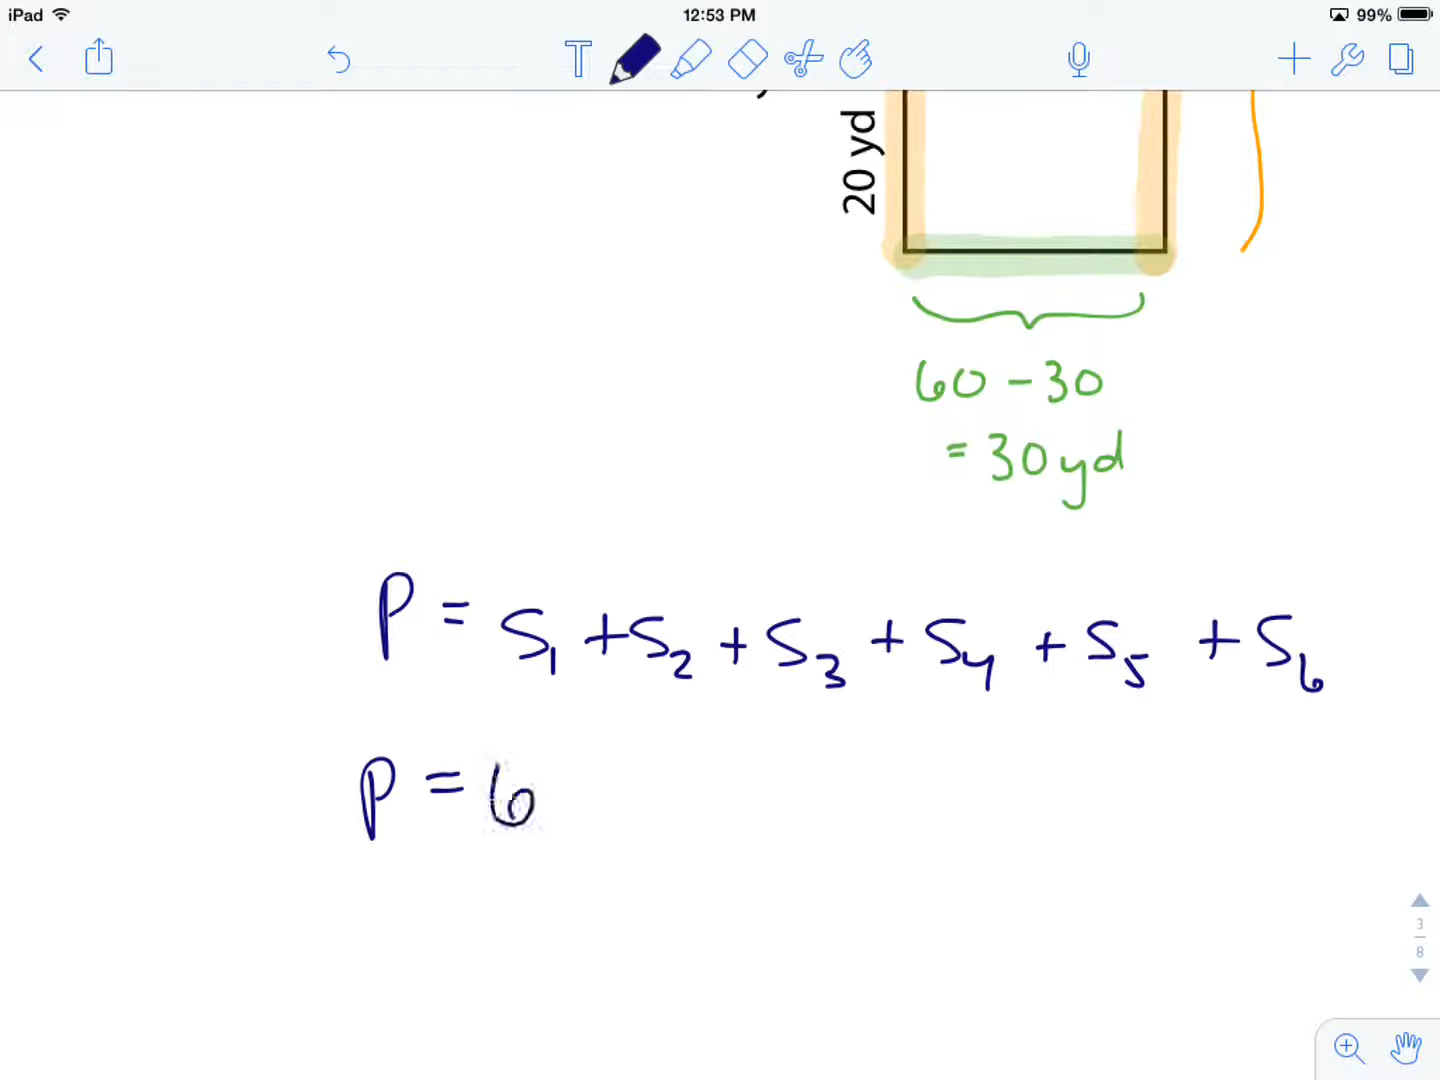 iPad 12:53 PM 99%
T
20 yd
60 - 30
= 30 yd
P = S₁ + S₂ + S₃ + S₄ + S₅ + S₆
P = 6
3
8